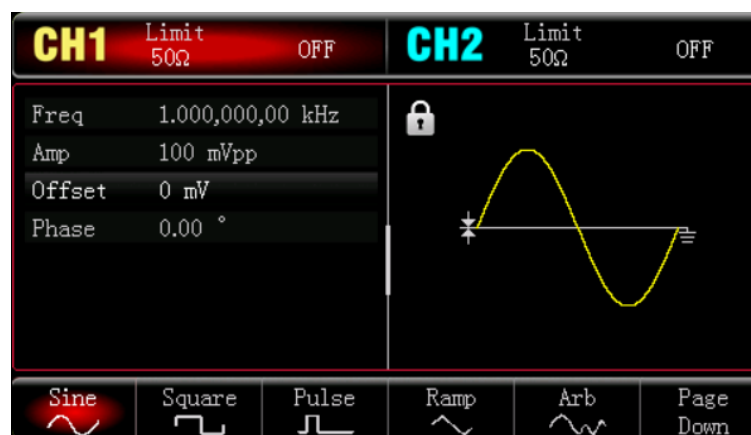 CH1 Limit 50Ω OFF
CH2 Limit 50Ω OFF
Freq 1.000,000,00 kHz
Amp 100 mVpp
Offset 0 mV
Phase 0.00 °
Sine Square Pulse Ramp Arb Page Down